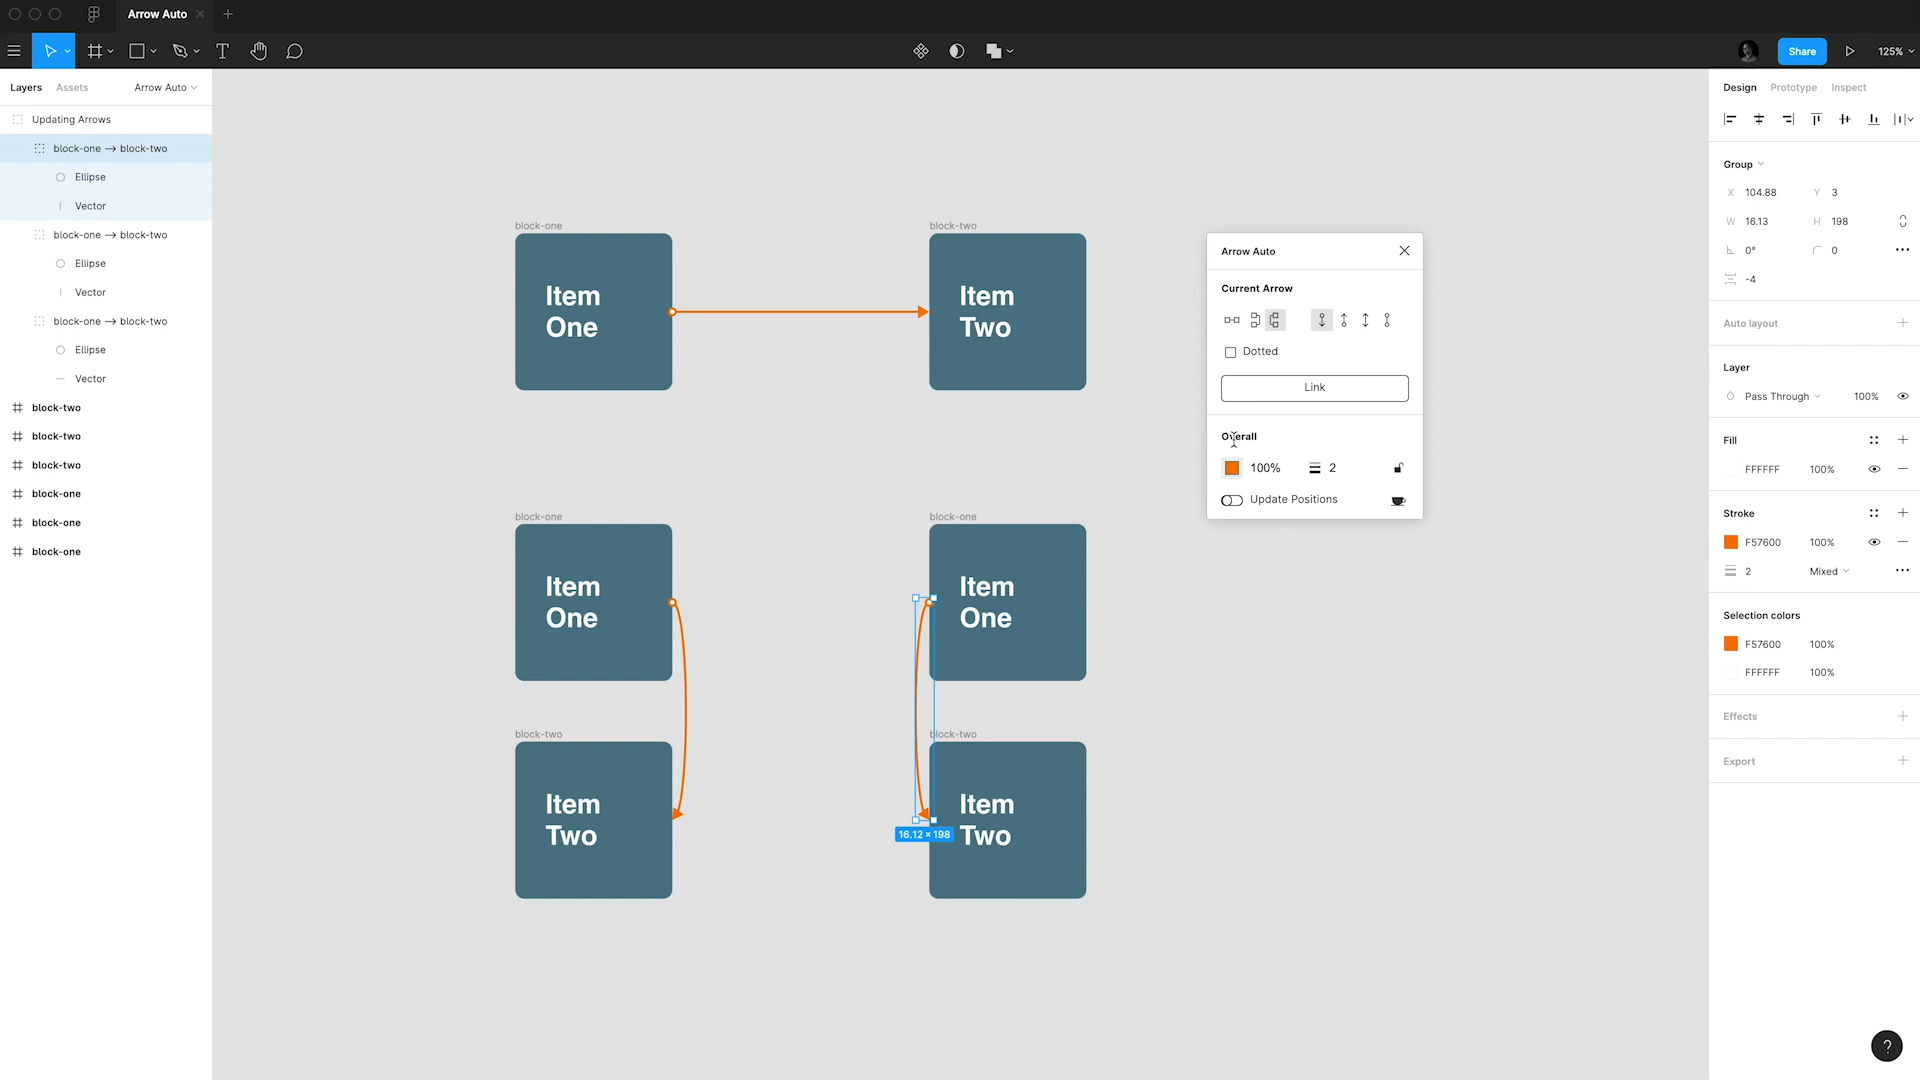 Arrow Auto
Share
125%
Layers
Assets
Arrow Auto
Updating Arrows
block-one → block-two
Ellipse
Vector
block-one → block-two
Ellipse
Vector
block-one → block-two
Ellipse
Vector
block-two
block-two
block-two
block-one
block-one
block-one
block-one
Item
One
block-two
Item
Two
block-one
Item
One
block-one
Item
One
block-two
Item
Two
block-two
Item
Two
16.12 × 198
Arrow Auto
Current Arrow
Dotted
Link
Overall
100%
2
Update Positions
Design
Prototype
Inspect
Group
X 104.88 Y 3
W 16.13 H 198
0° 0
-4
Auto layout
Layer
Pass Through 100%
Fill
FFFFFF 100%
Stroke
F57600 100%
2 Mixed
Selection colors
F57600 100%
FFFFFF 100%
Effects
Export
?